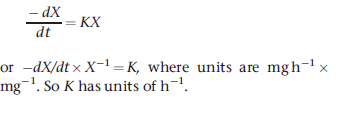 − dX
—— = KX
dt
or −dX/dt × X⁻¹ = K, where units are mg h⁻¹ ×
mg⁻¹. So K has units of h⁻¹.